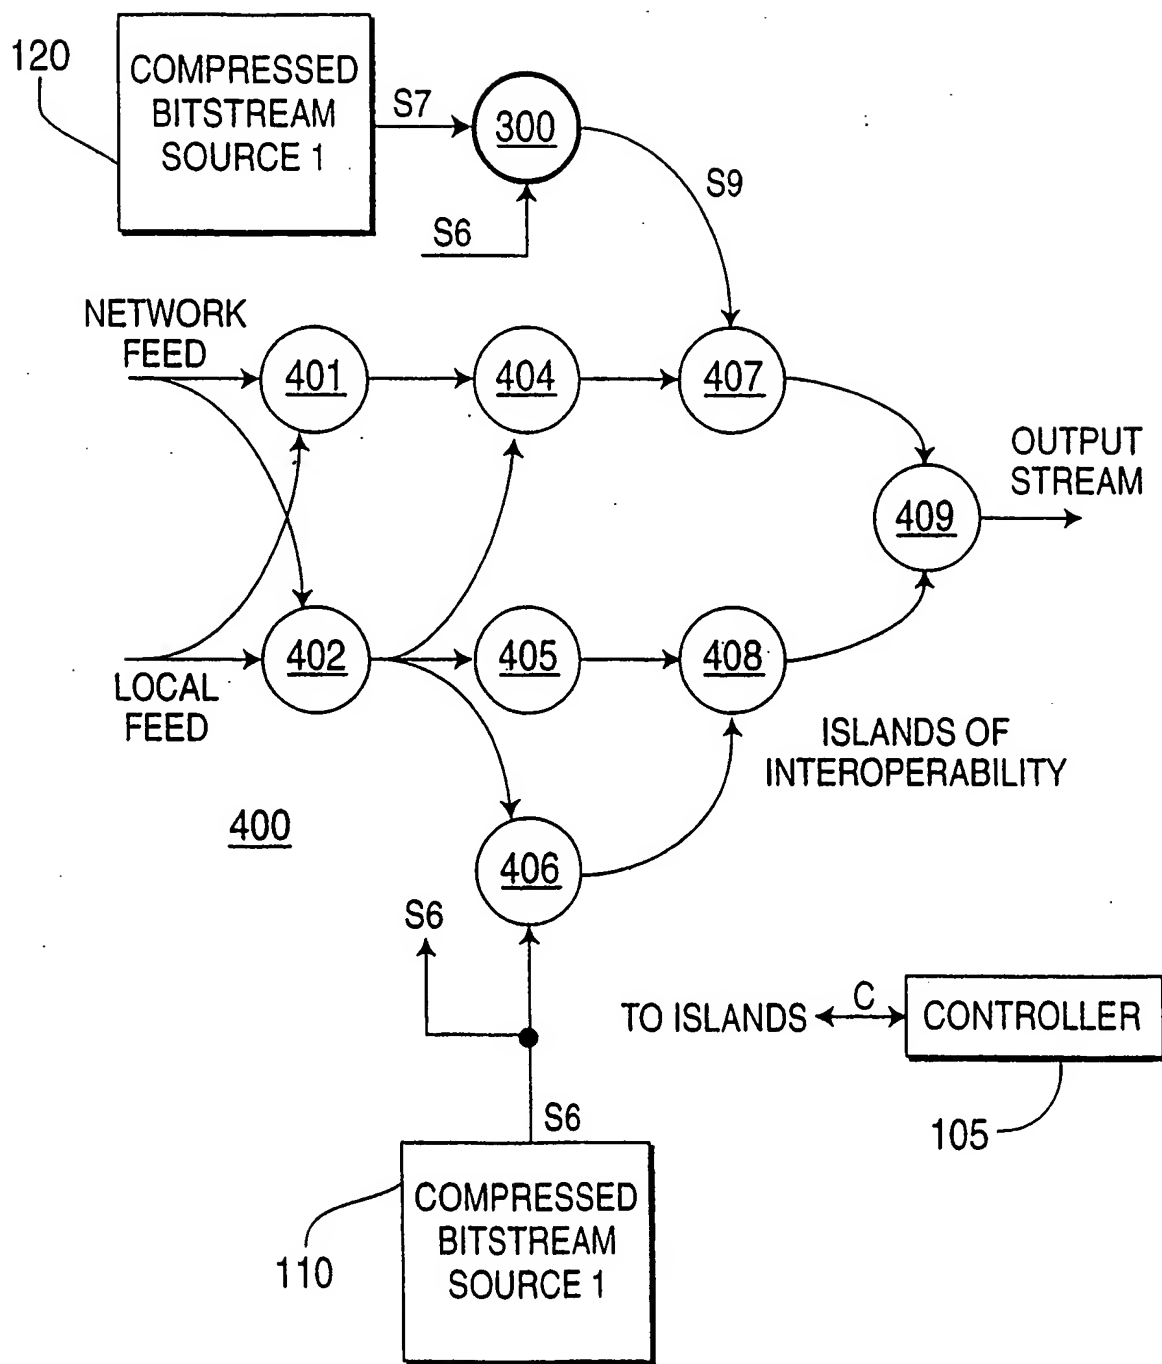 120
COMPRESSED
BITSTREAM
SOURCE 1
S7
300
S9
S6
NETWORK
FEED
401
404
407
OUTPUT
STREAM
409
402
405
408
LOCAL
FEED
ISLANDS OF
INTEROPERABILITY
400
406
S6
TO ISLANDS
C
CONTROLLER
105
S6
COMPRESSED
BITSTREAM
SOURCE 1
110